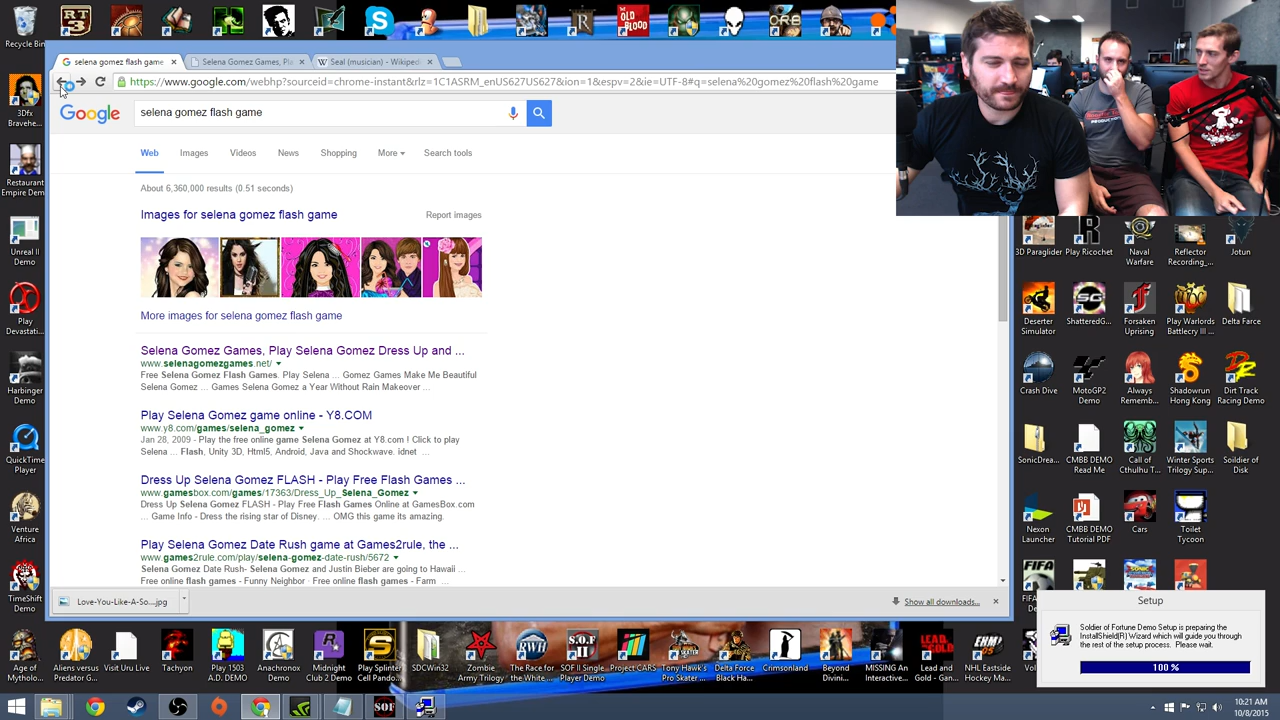 Recycle Bin
3Dfx Bravehe...
Restaurant Empire Demo
Unreal II Demo
Play Devastati...
Harbinger Demo
QuickTime Player
Venture Africa
TimeShift Demo
RT3
THE OLD BLOOD
ORB
selena gomez flash game
Selena Gomez Games, Pla
Seal (musician) - Wikiped
https://www.google.com/webhp?sourceid=chrome-instant&rlz=1C1ASRM_enUS627US627&ion=1&espv=2&ie=UTF-8#q=selena%20gomez%20flash%20game
Google
selena gomez flash game
Web Images Videos News Shopping More Search tools
About 6,360,000 results (0.51 seconds)
Images for selena gomez flash game
Report images
More images for selena gomez flash game
Selena Gomez Games, Play Selena Gomez Dress Up and ...
www.selenagomezgames.net/
Free Selena Gomez Flash Games. Play Selena ... Gomez Games Make Me Beautiful
Selena Gomez ... Games Selena Gomez a Year Without Rain Makeover ...
Play Selena Gomez game online - Y8.COM
www.y8.com/games/selena_gomez
Jan 28, 2009 - Play the free online game Selena Gomez at Y8.com ! Click to play
Selena ... Flash, Unity 3D, Html5, Android, Java and Shockwave. idnet ...
Dress Up Selena Gomez FLASH - Play Free Flash Games ...
www.gamesbox.com/games/17363/Dress_Up_Selena_Gomez
Dress Up Selena Gomez FLASH - Play Free Flash Games Online at GamesBox.com
... Game Info - Dress the rising star of Disney. ... OMG this game its amazing.
Play Selena Gomez Date Rush game at Games2rule, the ...
www.games2rule.com/play/selena-gomez-date-rush/5672
Selena Gomez Date Rush- Selena Gomez and Justin Bieber are going to Hawaii ..
Free online flash games - Funny Neighbor · Free online flash games - Farm ...
Love-You-Like-A-So....jpg
Show all downloads...
3D Paraglider
Play Ricochet
Naval Warfare
Reflector Recording_...
Jotun
Deserter Simulator
ShatteredG...
Forsaken Uprising
Play Warlords Battlecry III ...
Delta Farce
Crash Dive
MotoGP2 Demo
Always Rememb...
Shadowrun Hong Kong
Dirt Track Racing Demo
SonicDrea...
CMBB DEMO Read Me
Call of Cthulhu T...
Winter Sports Trilogy Sup...
Soildier of Disk
Nexon Launcher
CMBB DEMO Tutorial PDF
Cars
Toilet Tycoon
Setup
Soldier of Fortune Demo Setup is preparing the
InstallShield(R) Wizard which will guide you through
the rest of the setup process. Please wait.
100 %
Age of Mytholo...
Aliens versus Predator G...
Visit Uru Live
Tachyon
Play 1503 A.D. DEMO
Anachronox Demo
Midnight Club 2 Demo
Play Splinter Cell Pando...
SDCWin32
Zombie Army Trilogy
The Race for the White ...
SOF II Single Player Demo
Project CARS
Tony Hawk's Pro Skater ...
Delta Force Black Ha...
Crimsonland
Beyond Divini...
MISSING An Interactive...
Lead and Gold - Gan...
NHL Eastside Hockey Ma...
SOF
10:21 AM
10/8/2015